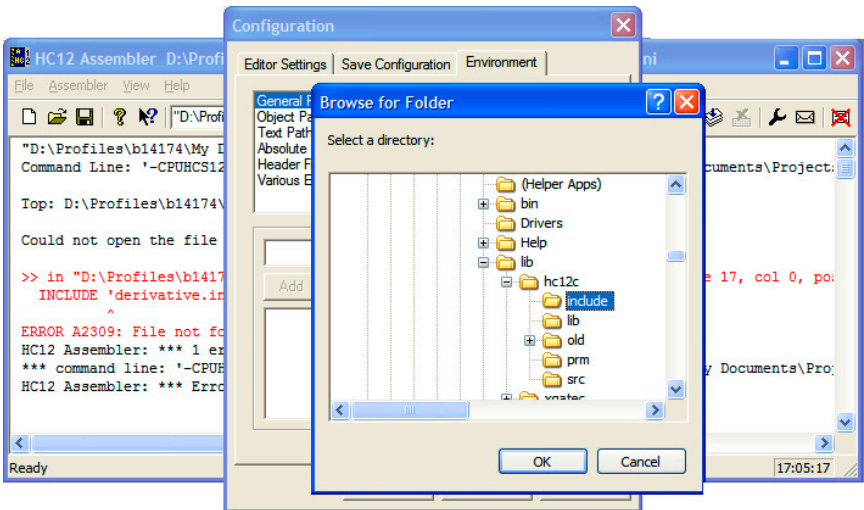 HC12 Assembler D:\Profi
ni
File Assembler View Help
"D:\Profi
"D:\Profiles\b14174\My D
Command Line: '-CPUHCS12
cuments\Project
Top: D:\Profiles\b14174\
Could not open the file
>> in "D:\Profiles\b1417
e 17, col 0, po
INCLUDE 'derivative.in
^
ERROR A2309: File not fo
HC12 Assembler: *** 1 er
*** command line: '-CPUH
y Documents\Pro
HC12 Assembler: *** Erro
Ready
17:05:17
Configuration
Editor Settings
Save Configuration
Environment
General P
Object Pa
Text Path
Absolute
Header F
Various E
Add
Browse for Folder
Select a directory:
(Helper Apps)
bin
Drivers
Help
lib
hc12c
include
lib
old
prm
src
xgatec
OK
Cancel